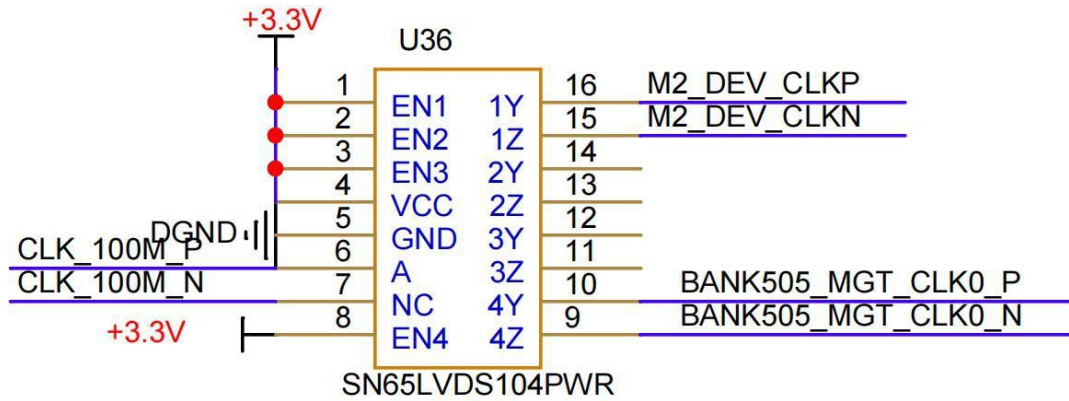 +3.3V
U36
1 EN1 1Y 16 M2_DEV_CLKP
2 EN2 1Z 15 M2_DEV_CLKN
3 EN3 2Y 14
4 VCC 2Z 13
DGND 5 GND 3Y 12
CLK_100M_P 6 A 3Z 11
CLK_100M_N 7 NC 4Y 10 BANK505_MGT_CLK0_P
+3.3V 8 EN4 4Z 9 BANK505_MGT_CLK0_N
SN65LVDS104PWR